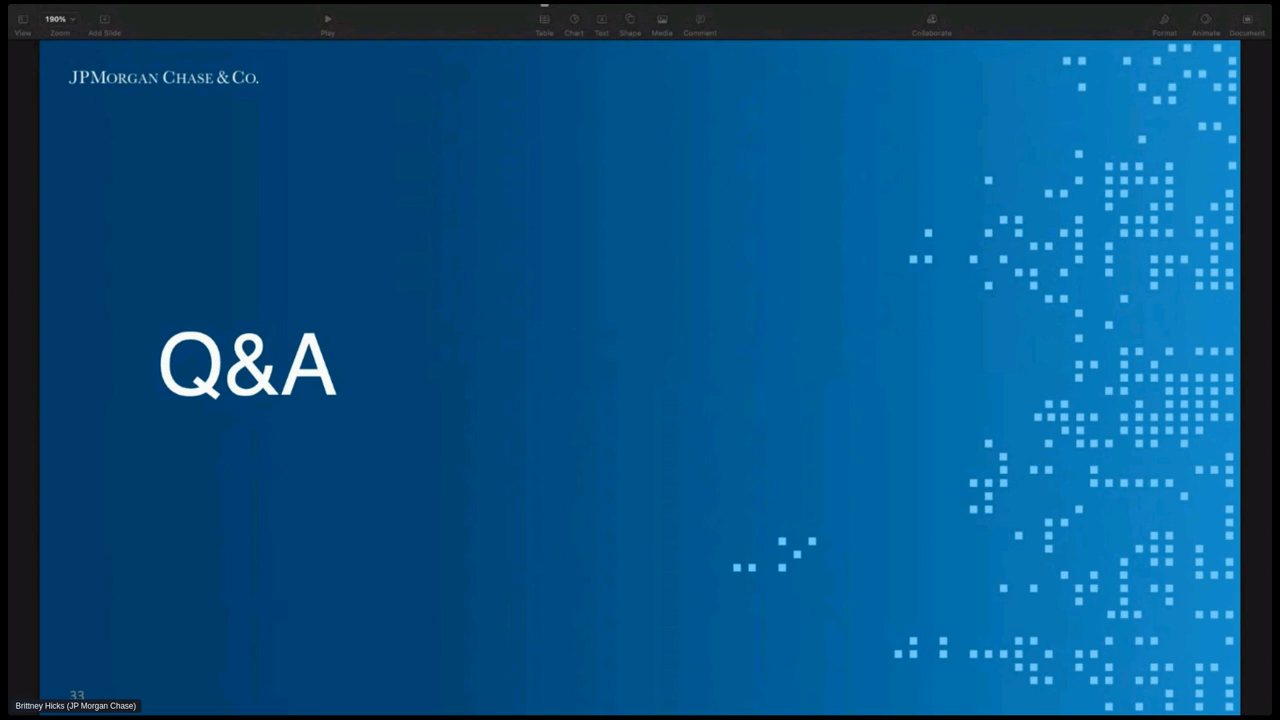 190%
View
Zoom
Add Slide
Play
Table
Chart
Text
Shape
Media
Comment
Collaborate
Format
Animate
Document
JPMORGAN CHASE & CO.
Q&A
33
Brittney Hicks (JP Morgan Chase)